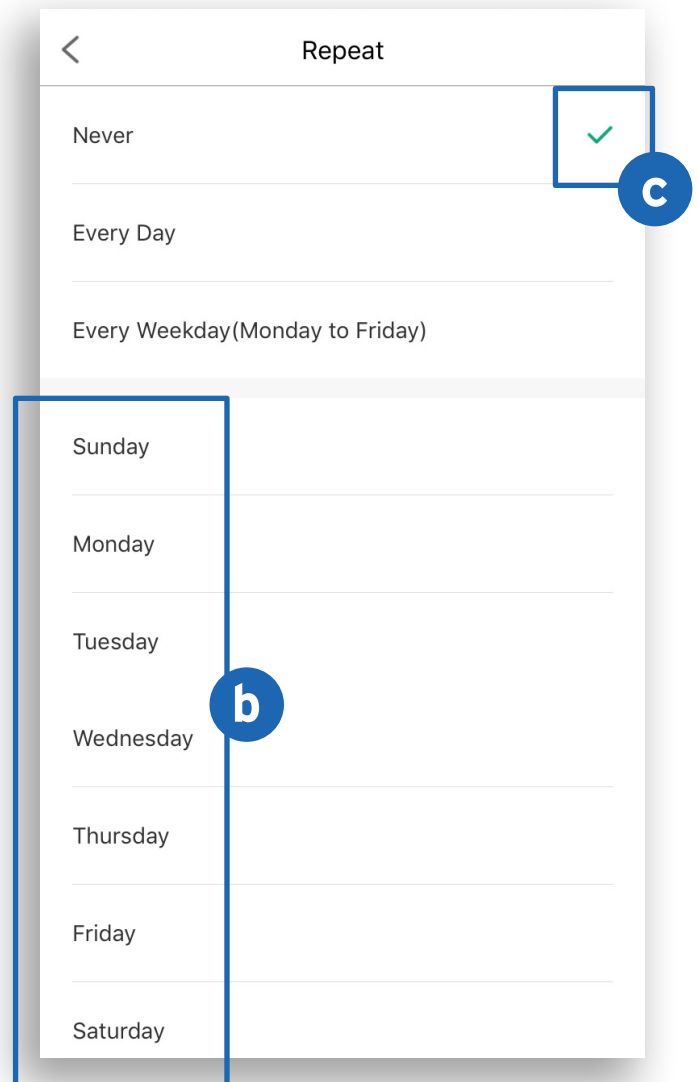 Repeat
Never
c
Every Day
Every Weekday(Monday to Friday)
Sunday
Monday
Tuesday
b
Wednesday
Thursday
Friday
Saturday